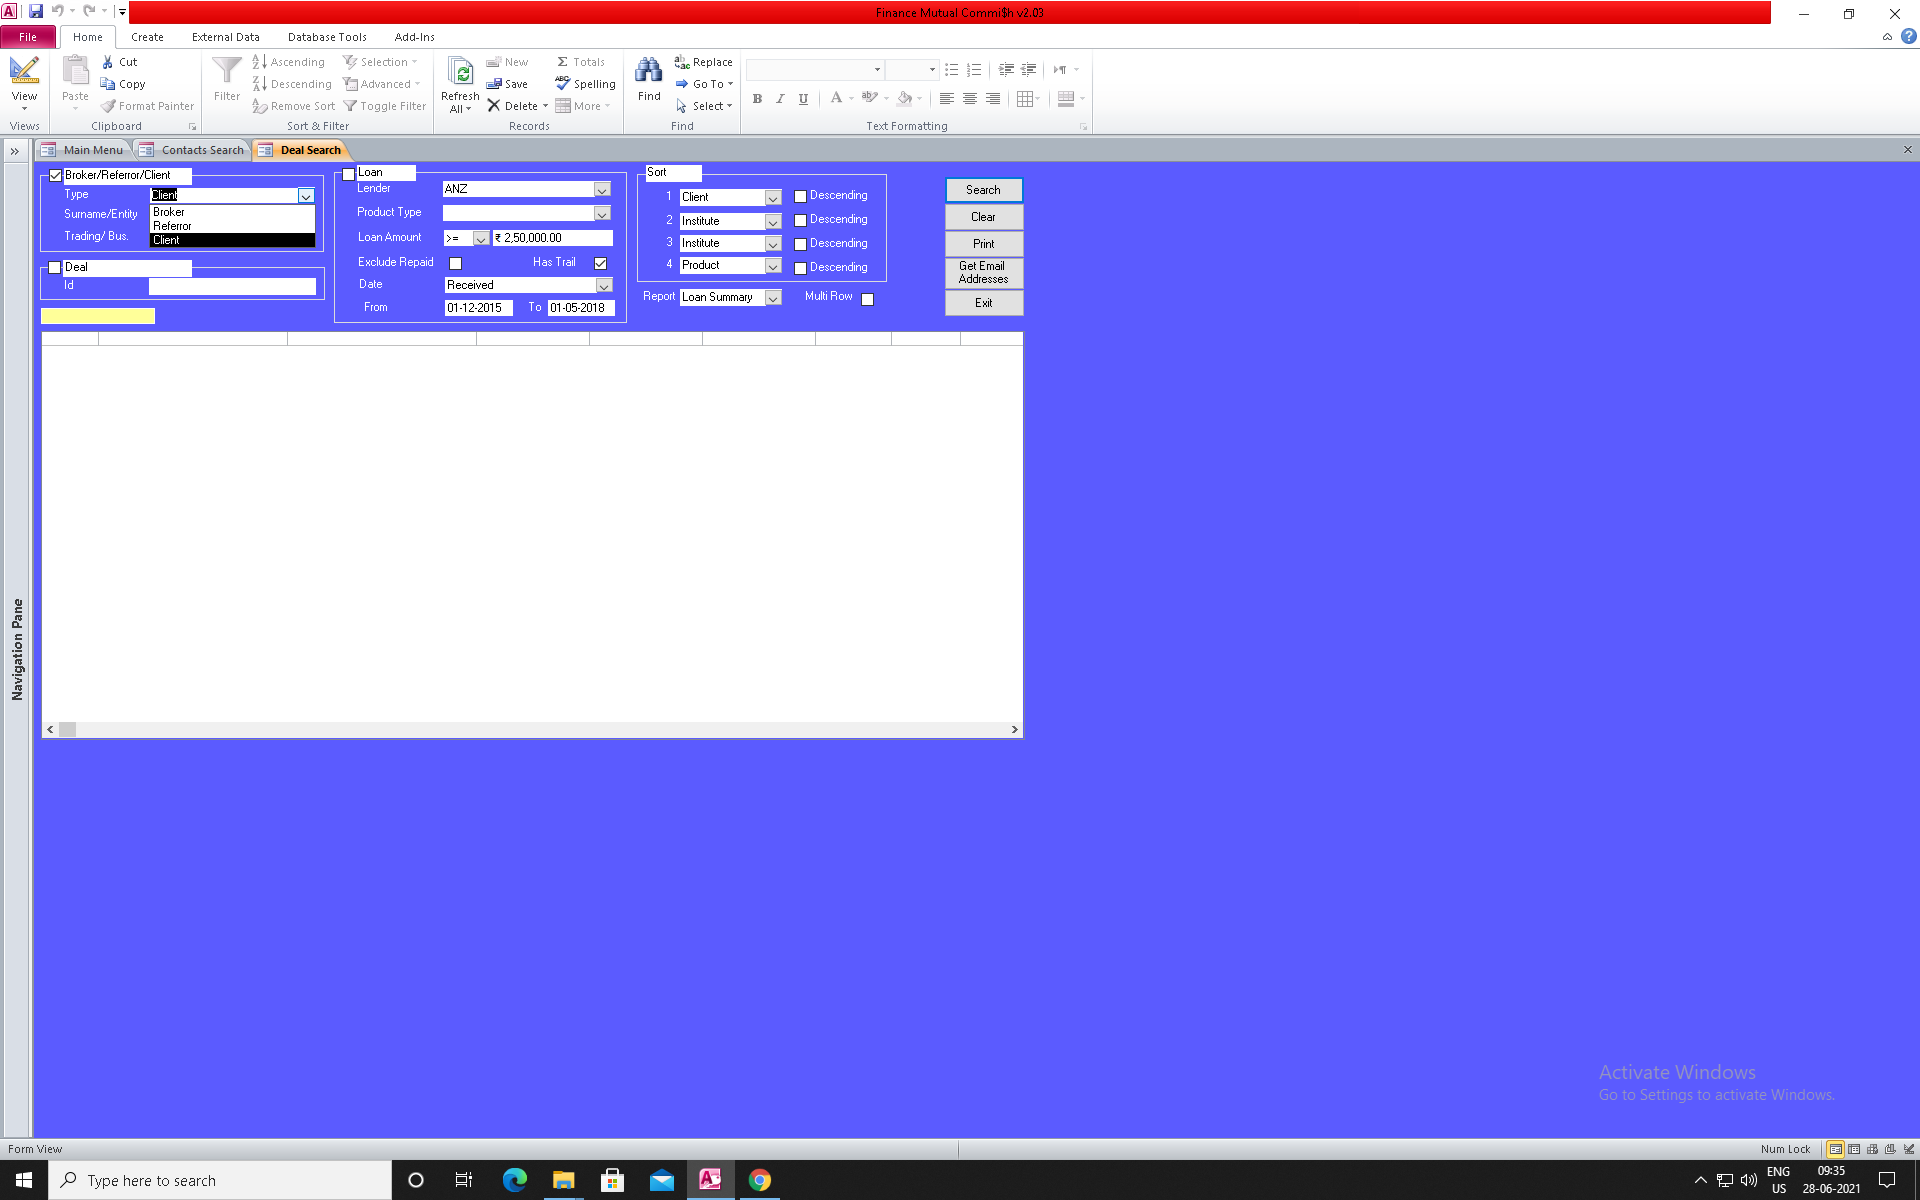 Finance Mutual Commi$h v2.03
File
Home
Create
External Data
Database Tools
Add-Ins
View
Views
Paste
Cut
Copy
Format Painter
Clipboard
Filter
Ascending
Descending
Remove Sort
Selection
Advanced
Toggle Filter
Sort & Filter
Refresh
All
New
Save
Delete
Totals
Spelling
More
Records
Find
Replace
Go To
Select
Find
B I U A
Text Formatting
Main Menu
Contacts Search
Deal Search
Broker/Referror/Client
Type
Client
Broker
Referror
Client
Surname/Entity
Trading/ Bus.
Deal
Id
Loan
Lender
ANZ
Product Type
Loan Amount
>=
₹ 2,50,000.00
Exclude Repaid
Has Trail
Date
Received
From
01-12-2015
To
01-05-2018
Sort
1 Client Descending
2 Institute Descending
3 Institute Descending
4 Product Descending
Report
Loan Summary
Multi Row
Search
Clear
Print
Get Email
Addresses
Exit
Navigation Pane
Activate Windows
Go to Settings to activate Windows.
Form View
Num Lock
Type here to search
ENG
US
09:35
28-06-2021